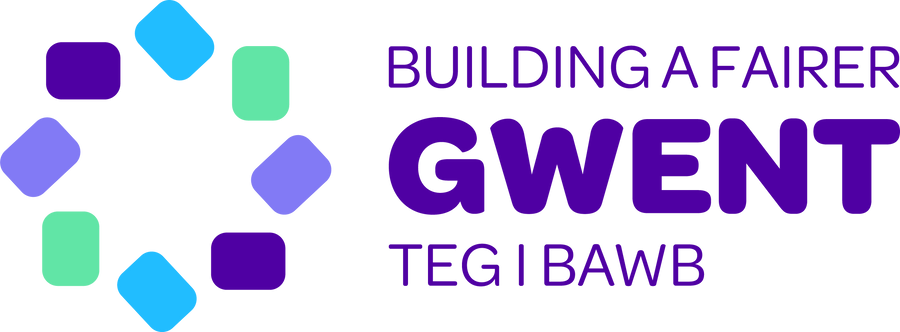 BUILDING A FAIRER
GWENT
TEG I BAWB